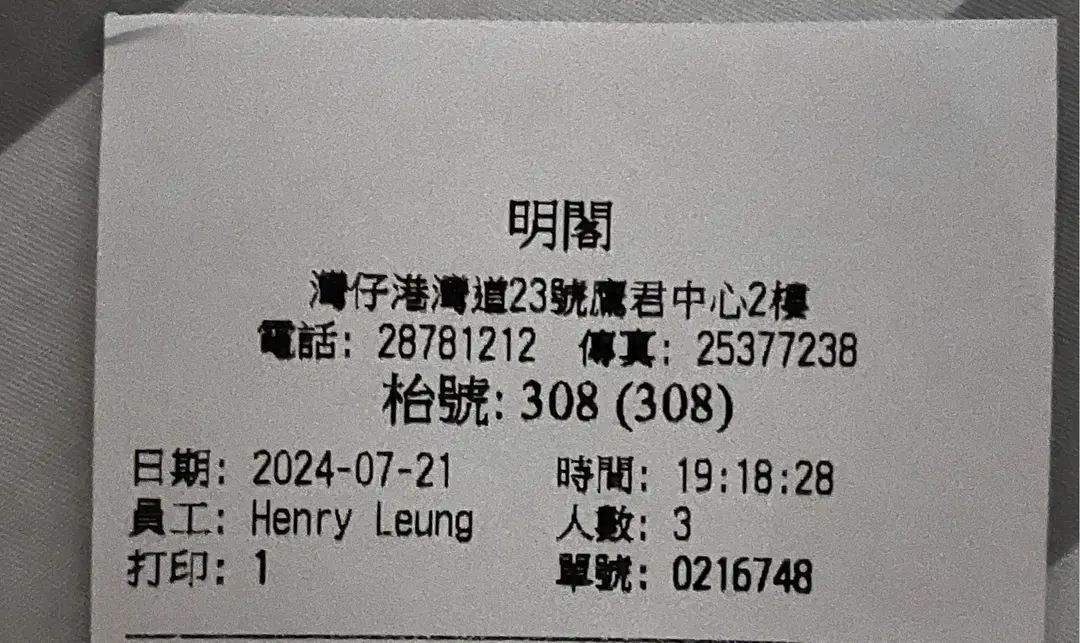 明閣
灣仔港灣道23號鷹君中心2樓
電話: 28781212 傳真: 25377238
枱號: 308 (308)
日期: 2024-07-21 時間: 19:18:28
員工: Henry Leung 人數: 3
打印: 1 單號: 0216748